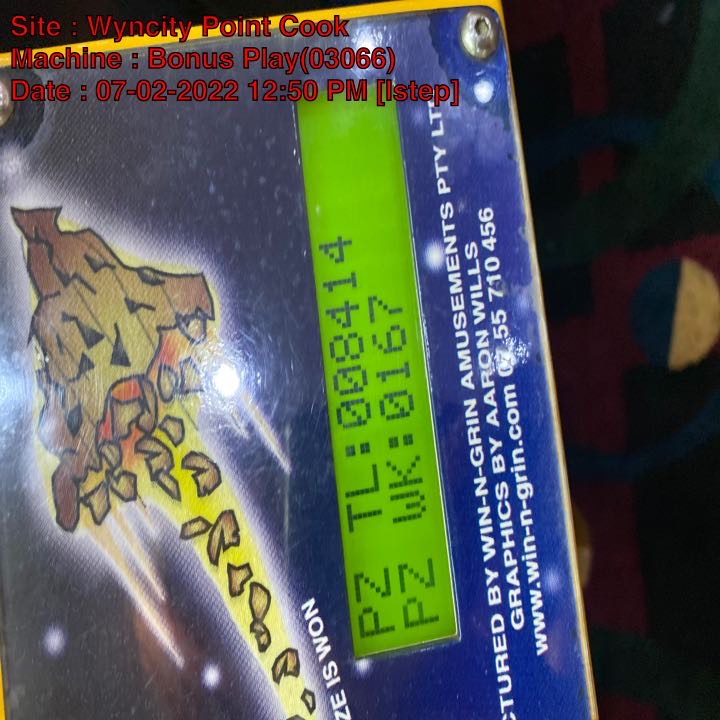 Site : Wyncity Point Cook
Machine : Bonus Play(03066)
Date : 07-02-2022 12:50 PM [Istep]
PZ TL:008414
PZ WK:0167
ZE IS WON
CTURED BY WIN-N-GRIN AMUSEMENTS PTY LT
GRAPHICS BY AARON WILLS
www.win-n-grin.com 55 710 456